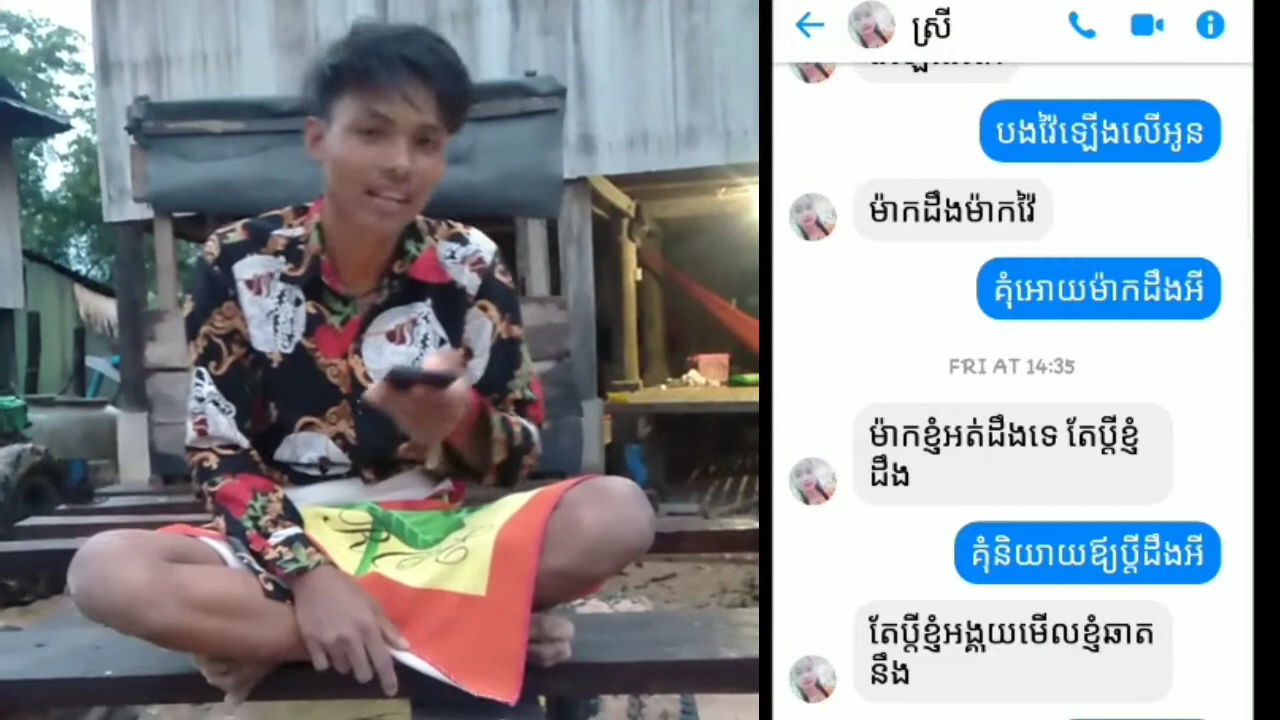 ស្រី
បងវ៉ៃឡើងលើអូន
ម៉ាកដឹងម៉ាកវ៉ៃ
គុំអោយម៉ាកដឹងអី
FRI AT 14:35
ម៉ាកខ្ញុំអត់ដឹងទេ តែប្ដីខ្ញុំ
ដឹង
គុំនិយាយឪ្យប្ដីដឹងអី
តែប្ដីខ្ញុំអង្គុយមើលខ្ញុំឆាត
នឹង